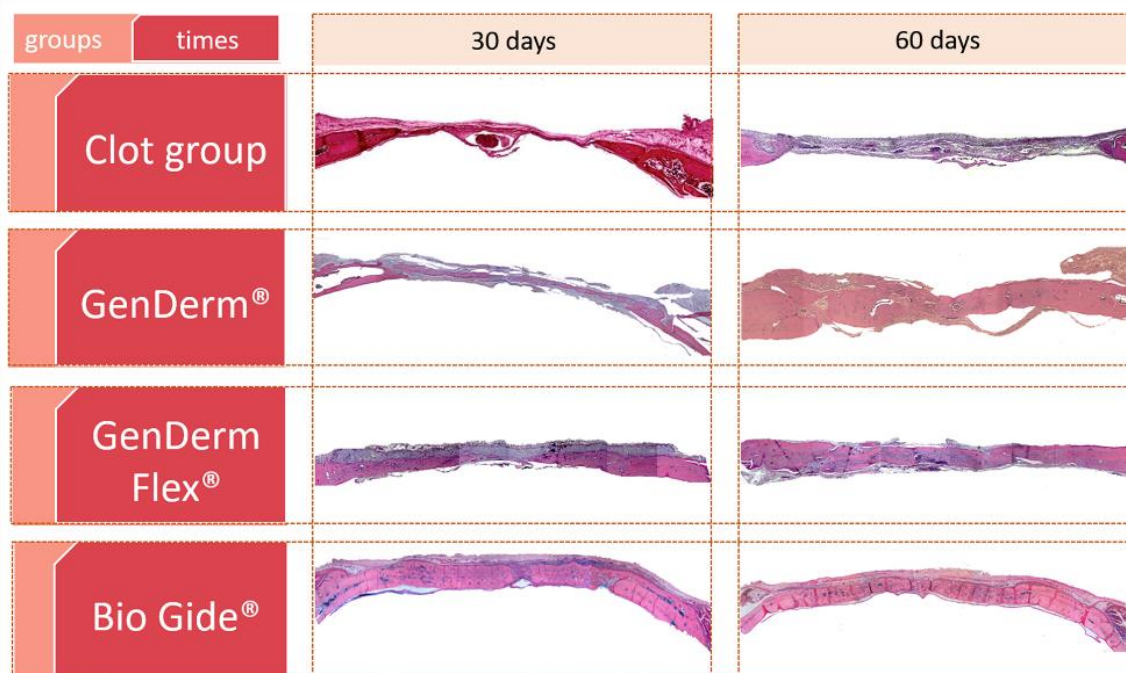 groups times 30 days 60 days
Clot group
GenDerm®
GenDerm
Flex®
Bio Gide®